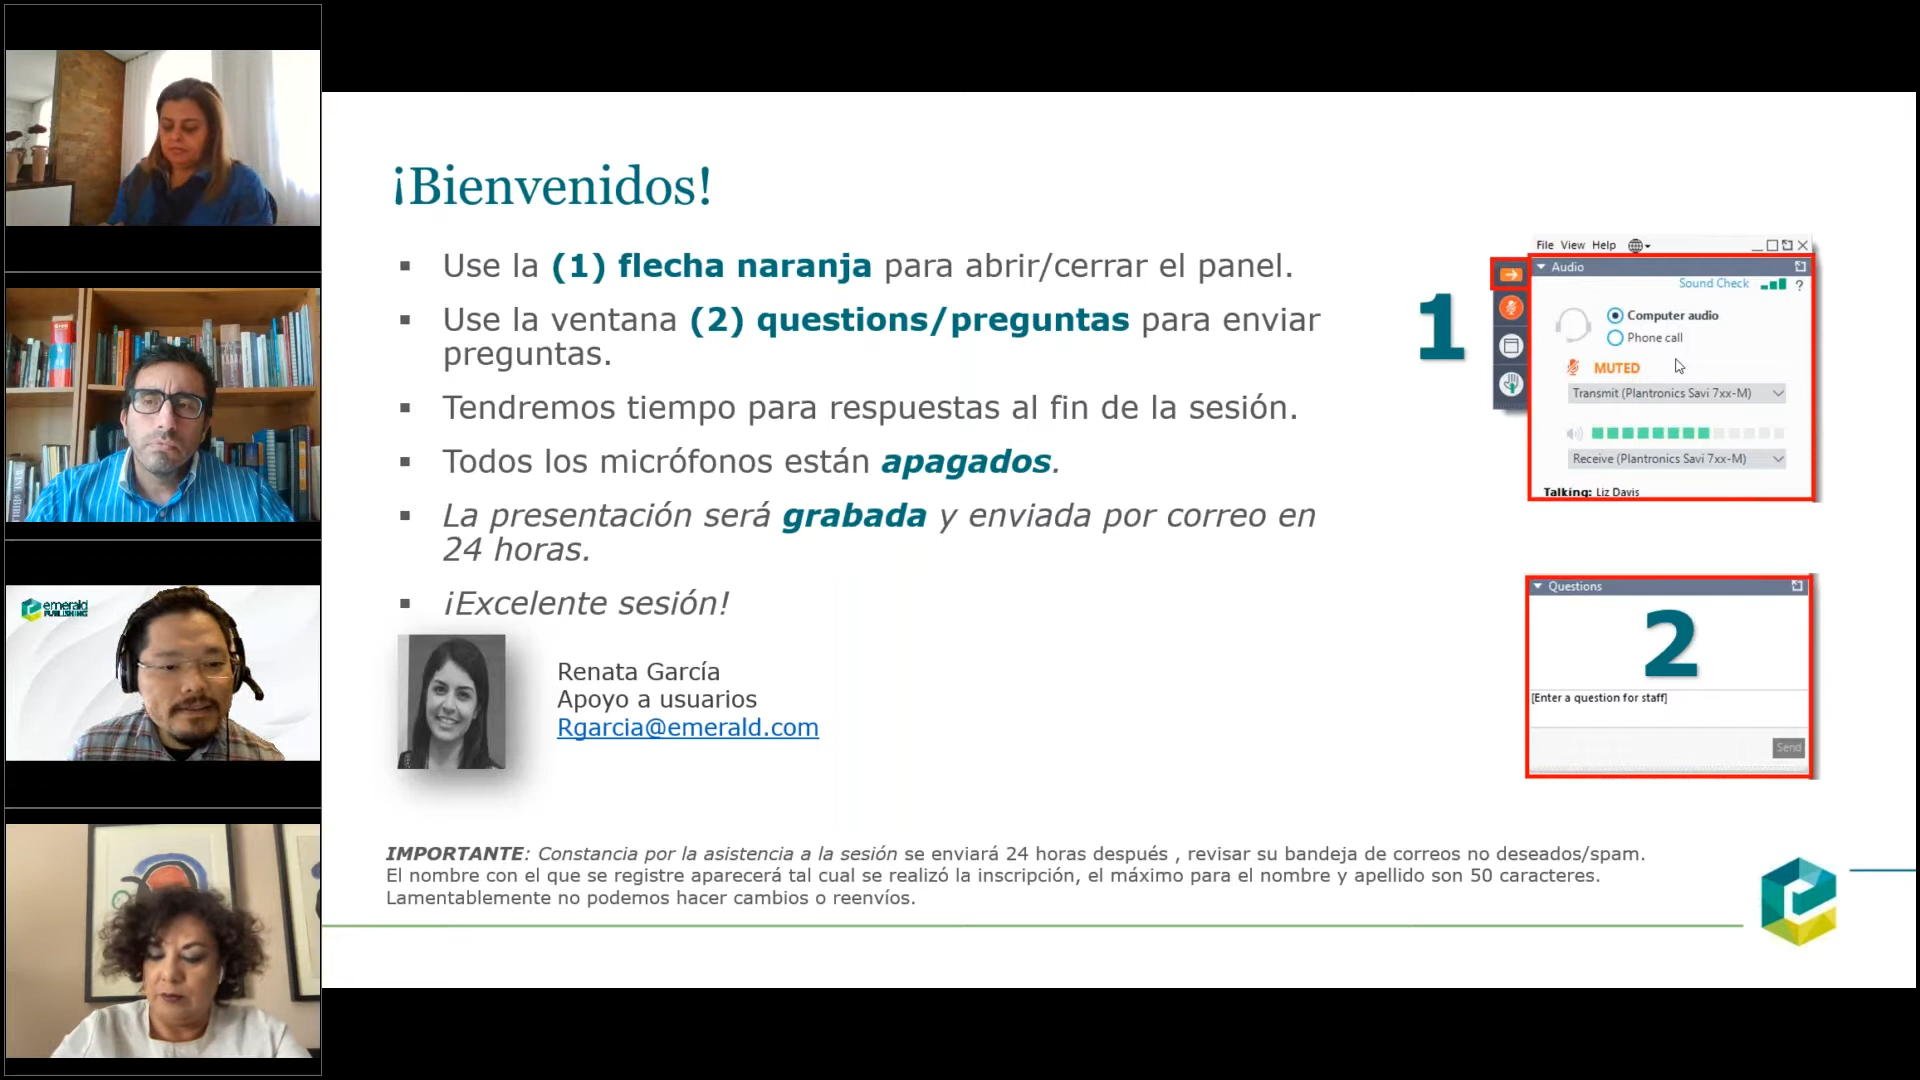 ¡Bienvenidos!
Use la (1) flecha naranja para abrir/cerrar el panel.
Use la ventana (2) questions/preguntas para enviar
preguntas.
Tendremos tiempo para respuestas al fin de la sesión.
Todos los micrófonos están apagados.
La presentación será grabada y enviada por correo en
24 horas.
¡Excelente sesión!
Renata García
Apoyo a usuarios
Rgarcia@emerald.com
IMPORTANTE: Constancia por la asistencia a la sesión se enviará 24 horas después , revisar su bandeja de correos no deseados/spam.
El nombre con el que se registre aparecerá tal cual se realizó la inscripción, el máximo para el nombre y apellido son 50 caracteres.
Lamentablemente no podemos hacer cambios o reenvíos.
1
File View Help
Audio
Sound Check ?
Computer audio
Phone call
MUTED
Transmit (Plantronics Savi 7xx-M)
Receive (Plantronics Savi 7xx-M)
Talking: Liz Davis
Questions
2
[Enter a question for staff]
Send
emerald
PUBLISHING